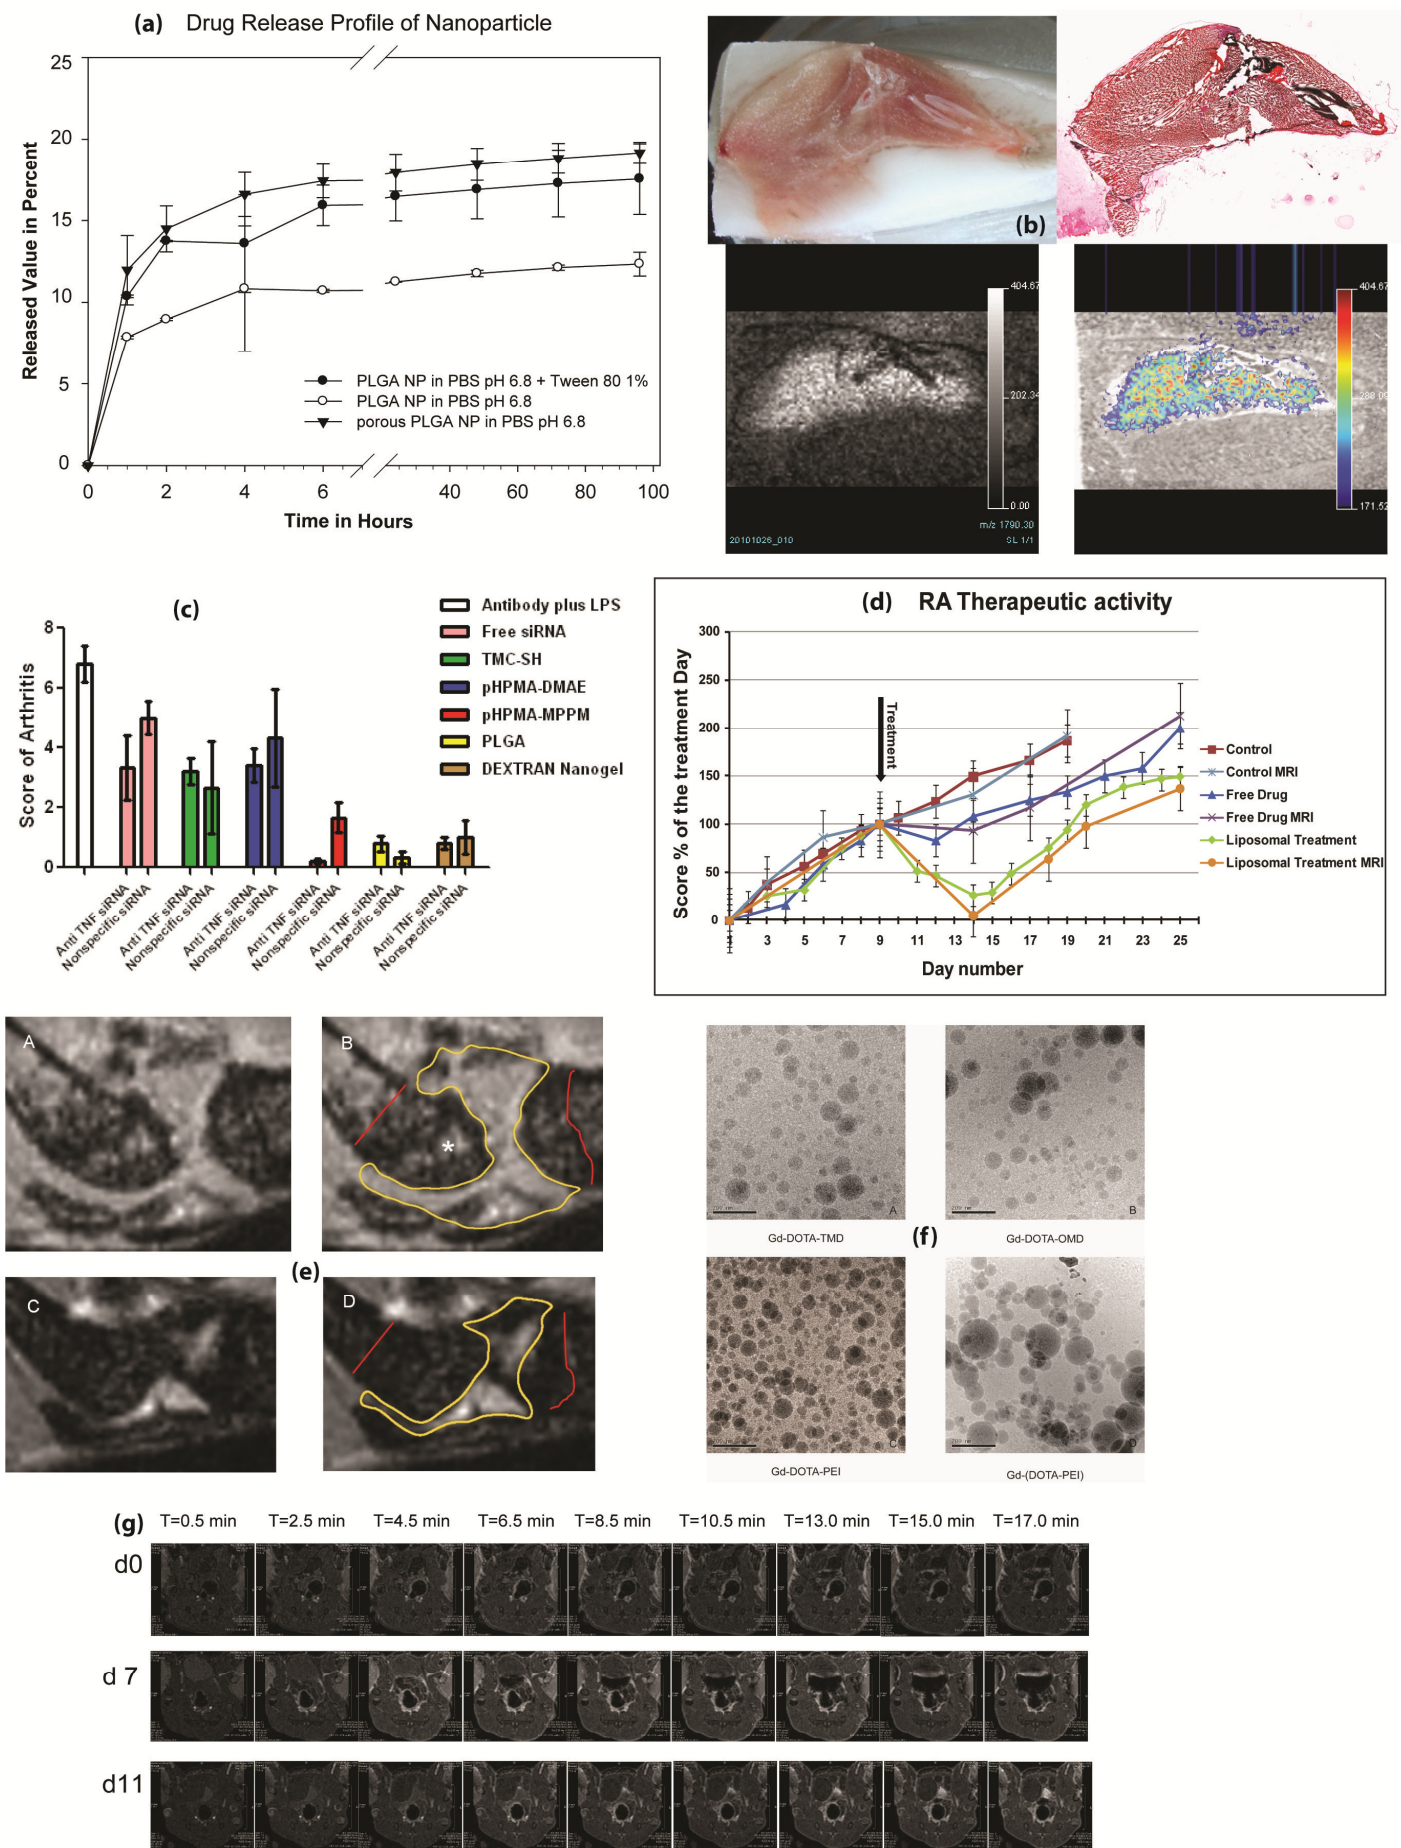 (a) Drug Release Profile of Nanoparticle
25
20
15
10
5
0
Released Value in Percent
0 2 4 6 40 60 80 100
Time in Hours
PLGA NP in PBS pH 6.8 + Tween 80 1%
PLGA NP in PBS pH 6.8
porous PLGA NP in PBS pH 6.8
(b)
404.67
202.34
0.00
m/z 1790.30
20101026_010
SL 1/1
404.67
171.52
(c)
Antibody plus LPS
Free siRNA
TMC-SH
pHPMA-DMAE
pHPMA-MPPM
PLGA
DEXTRAN Nanogel
8
6
4
2
0
Score of Arthritis
Anti TNF siRNA
Nonspecific siRNA
Anti TNF siRNA
Nonspecific siRNA
Anti TNF siRNA
Nonspecific siRNA
Anti TNF siRNA
Nonspecific siRNA
Anti TNF siRNA
Nonspecific siRNA
Anti TNF siRNA
Nonspecific siRNA
(d) RA Therapeutic activity
300
250
200
150
100
50
0
Score % of the treatment Day
Treatment
1 3 5 7 9 11 13 15 17 19 21 23 25
Day number
Control
Control MRI
Free Drug
Free Drug MRI
Liposomal Treatment
Liposomal Treatment MRI
A
B
*
(e)
C
D
A
B
Gd-DOTA-TMD
(f)
Gd-DOTA-OMD
C
D
Gd-DOTA-PEI
Gd-(DOTA-PEI)
(g) T=0.5 min T=2.5 min T=4.5 min T=6.5 min T=8.5 min T=10.5 min T=13.0 min T=15.0 min T=17.0 min
d0
d 7
d11